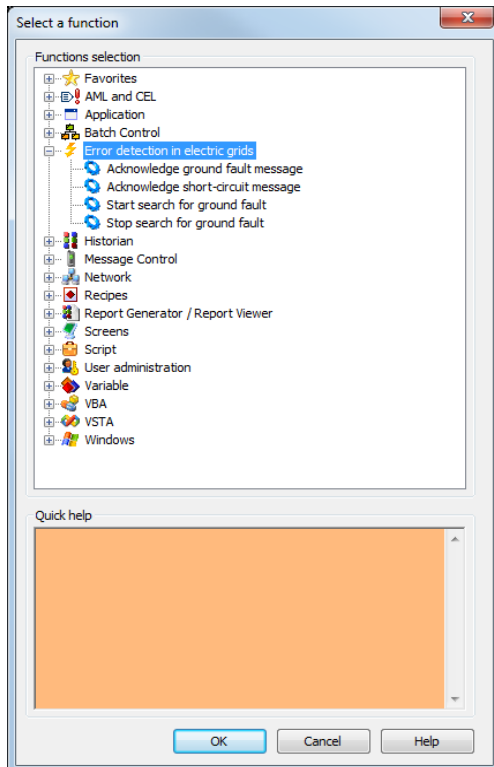 Select a function
Functions selection
Favorites
AML and CEL
Application
Batch Control
Error detection in electric grids
Acknowledge ground fault message
Acknowledge short-circuit message
Start search for ground fault
Stop search for ground fault
Historian
Message Control
Network
Recipes
Report Generator / Report Viewer
Screens
Script
User administration
Variable
VBA
VSTA
Windows
Quick help
OK Cancel Help